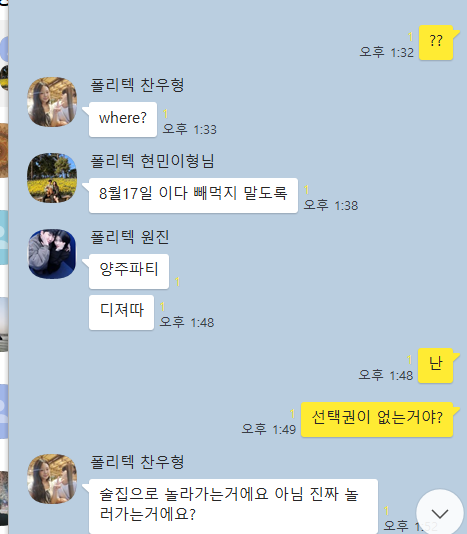 ??
1
오후 1:32
폴리텍 찬우형
where?
1
오후 1:33
폴리텍 현민이형님
8월17일 이다 빼먹지 말도록
1
오후 1:38
폴리텍 원진
양주파티
1
디져따
1
오후 1:48
난
1
오후 1:48
선택권이 없는거야?
1
오후 1:49
폴리텍 찬우형
술집으로 놀라가는거에요 아님 진짜 놀
러가는거에요?
1
오후 1:52